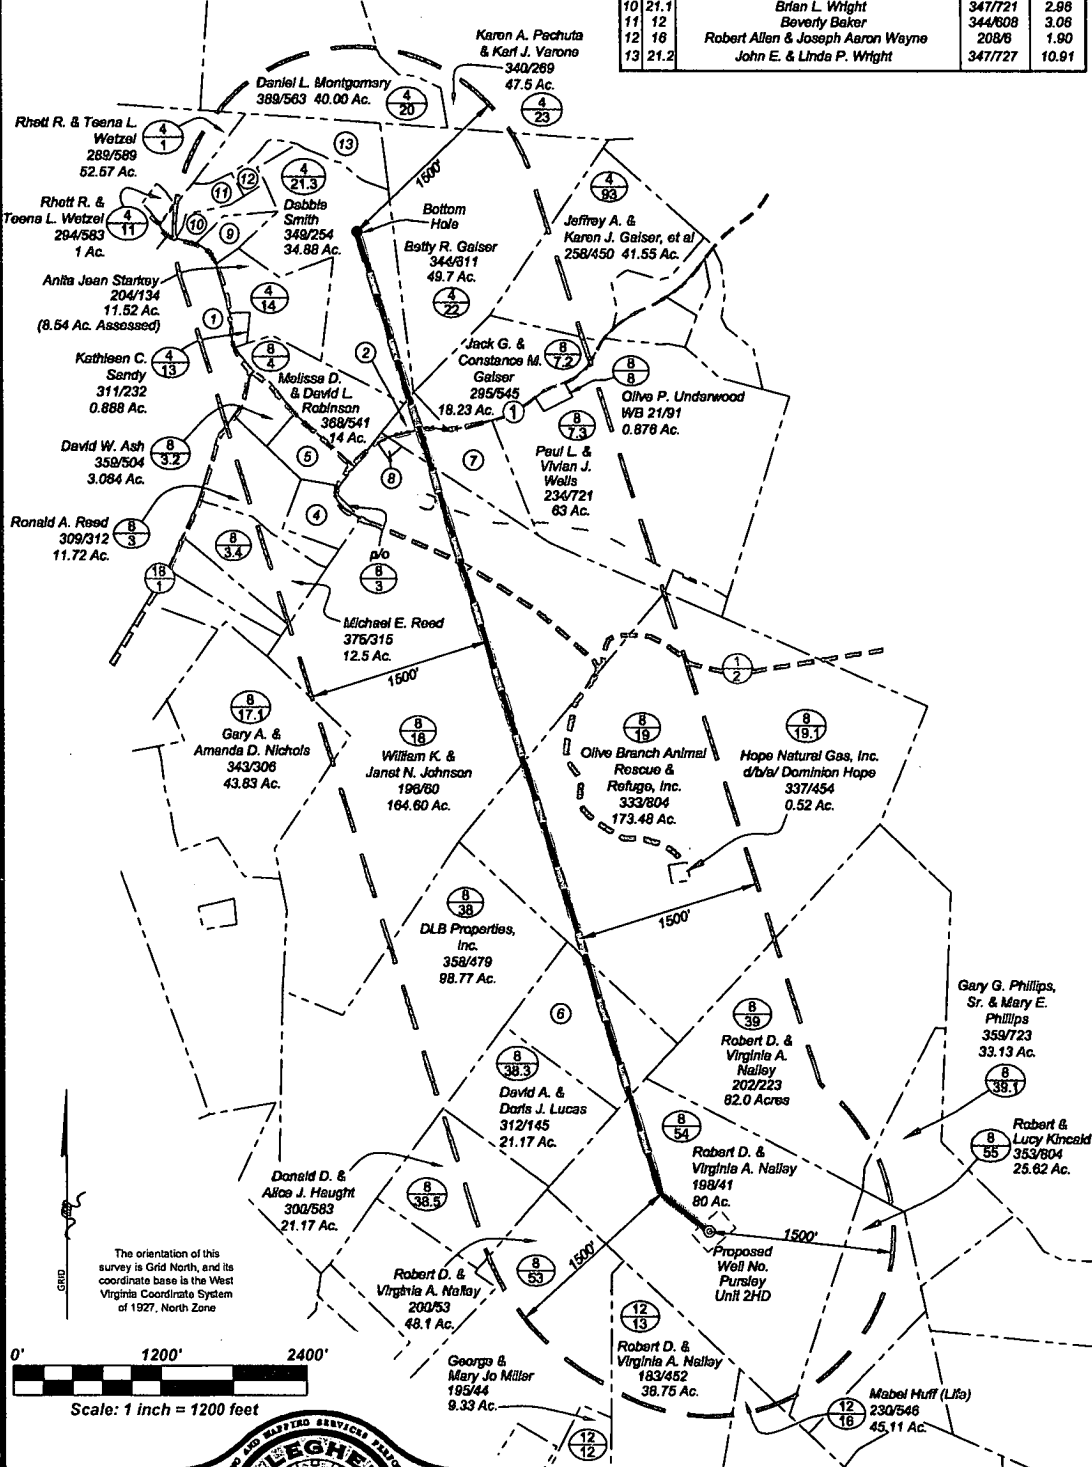 10 21.1 Brian L. Wright 347/721 2.96
11 12 Beverly Baker 344/608 3.06
12 16 Robert Allen & Joseph Aaron Wayne 208/6 1.90
13 21.2 John E. & Linda P. Wright 347/727 10.91
Karen A. Pachuta
& Karl J. Varone
340/269
47.5 Ac.
4
23
Daniel L. Montgomery
389/563 40.00 Ac.
4
20
Rhett R. & Teena L.
Wetzel
289/589
52.57 Ac.
4
1
13
12
11
10
9
4
21.3
Debbie
Smith
349/254
34.88 Ac.
1500'
Bottom
Hole
4
93
Jeffrey A. &
Karen J. Gaiser, et al
258/450 41.55 Ac.
Rhett R. &
Teena L. Wetzel
294/583
1 Ac.
4
11
Betty R. Gaiser
344/811
49.7 Ac.
4
22
Anita Jean Starkey
204/134
11.52 Ac.
(8.54 Ac. Assessed)
4
14
1
2
Kathleen C.
Sandy
311/232
0.888 Ac.
4
13
8
4
Melissa D.
& David L.
Robinson
368/541
14 Ac.
Jack G. &
Constance M.
Gaiser
295/545
18.23 Ac.
8
7.2
1
8
8
Olive P. Underwood
WB 21/91
0.876 Ac.
David W. Ash
359/504
3.084 Ac.
8
3.2
5
8
7
8
7.3
Paul L. &
Vivian J.
Wells
234/721
63 Ac.
4
Ronald A. Reed
309/312
11.72 Ac.
8
3
8
3.4
18
1
p/o
8
3
Michael E. Reed
376/315
12.5 Ac.
1500'
1
2
8
17.1
Gary A. &
Amanda D. Nichols
343/306
43.83 Ac.
8
18
William K. &
Janet N. Johnson
196/60
164.60 Ac.
8
19
Olive Branch Animal
Rescue &
Refuge, Inc.
333/804
173.48 Ac.
8
19.1
Hope Natural Gas, Inc.
d/b/a/ Dominion Hope
337/454
0.52 Ac.
8
38
DLB Properties,
Inc.
358/479
98.77 Ac.
1500'
6
8
39
Robert D. &
Virginia A.
Nalley
202/223
82.0 Acres
Gary G. Phillips,
Sr. & Mary E.
Phillips
359/723
33.13 Ac.
8
39.1
8
38.3
David A. &
Doris J. Lucas
312/145
21.17 Ac.
8
54
Robert D. &
Virginia A. Nalley
198/41
80 Ac.
8
55
Robert &
Lucy Kincaid
353/804
25.62 Ac.
Donald D. &
Alice J. Haught
300/583
21.17 Ac.
8
38.5
1500'
1500'
Proposed
Well No.
Pursley
Unit 2HD
GRID
The orientation of this
survey is Grid North, and its
coordinate base is the West
Virginia Coordinate System
of 1927, North Zone
Robert D. &
Virginia A. Nalley
200/53
48.1 Ac.
8
53
12
13
Robert D. &
Virginia A. Nalley
183/452
38.75 Ac.
0' 1200' 2400'
Scale: 1 inch = 1200 feet
George &
Mary Jo Miller
195/44
9.33 Ac.
12
12
12
16
Mabel Huff (Life)
230/546
45.11 Ac.
AND MAPPING SERVICES